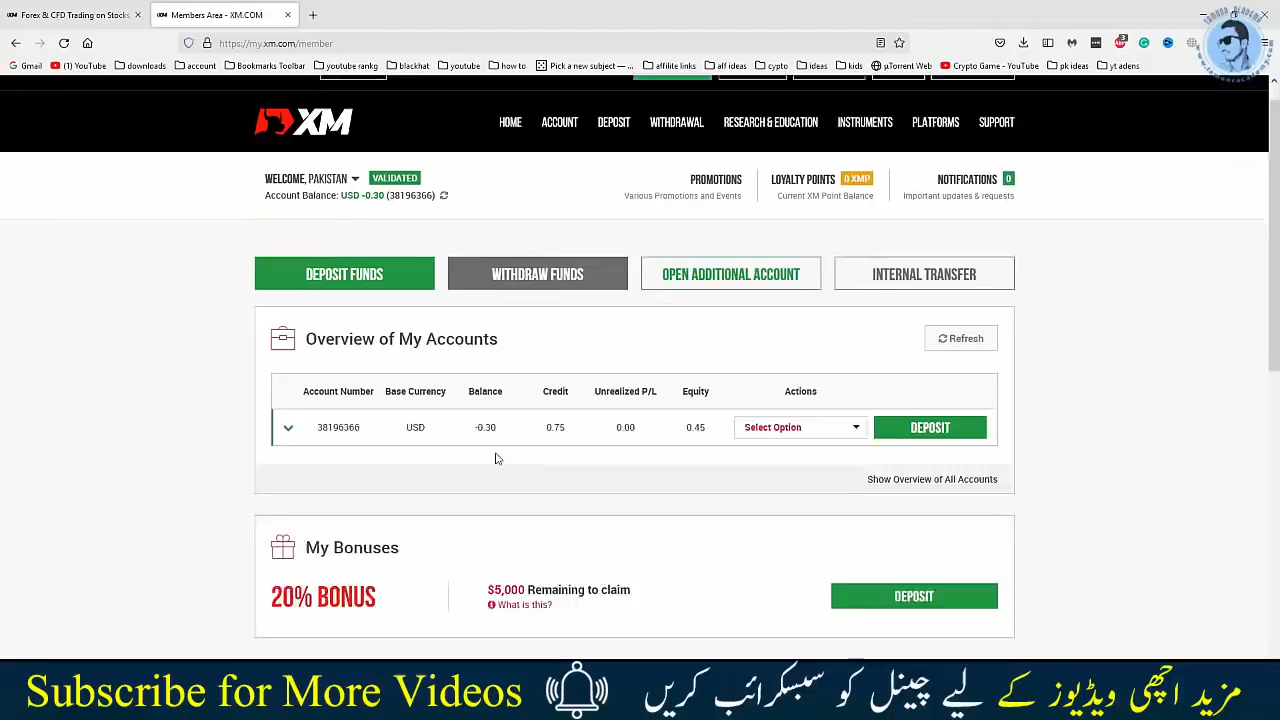 Forex & CFD Trading on Stocks,
Members Area - XM.COM
https://my.xm.com/member
Gmail
(1) YouTube
downloads
account
Bookmarks Toolbar
youtube rankg
blackhat
youtube
how to
Pick a new subject — ...
affilite links
alf ideas
cypto
ideas
kids
µTorrent Web
Crypto Game - YouTube
pk ideas
yt adens
XM
HOME ACCOUNT DEPOSIT WITHDRAWAL RESEARCH & EDUCATION INSTRUMENTS PLATFORMS SUPPORT
WELCOME, PAKISTAN VALIDATED
Account Balance: USD -0.30 (38196366)
PROMOTIONS
Various Promotions and Events
LOYALTY POINTS 0 XMP
Current XM Point Balance
NOTIFICATIONS 0
Important updates & requests
DEPOSIT FUNDS
WITHDRAW FUNDS
OPEN ADDITIONAL ACCOUNT
INTERNAL TRANSFER
Overview of My Accounts
Refresh
Account Number Base Currency Balance Credit Unrealized P/L Equity Actions
38196366 USD -0.30 0.75 0.00 0.45 Select Option DEPOSIT
Show Overview of All Accounts
My Bonuses
20% BONUS
$5,000 Remaining to claim
What is this?
DEPOSIT
Subscribe for More Videos
مزید اچھی ویڈیوز کے لیے چینل کو سبسکرائب کریں